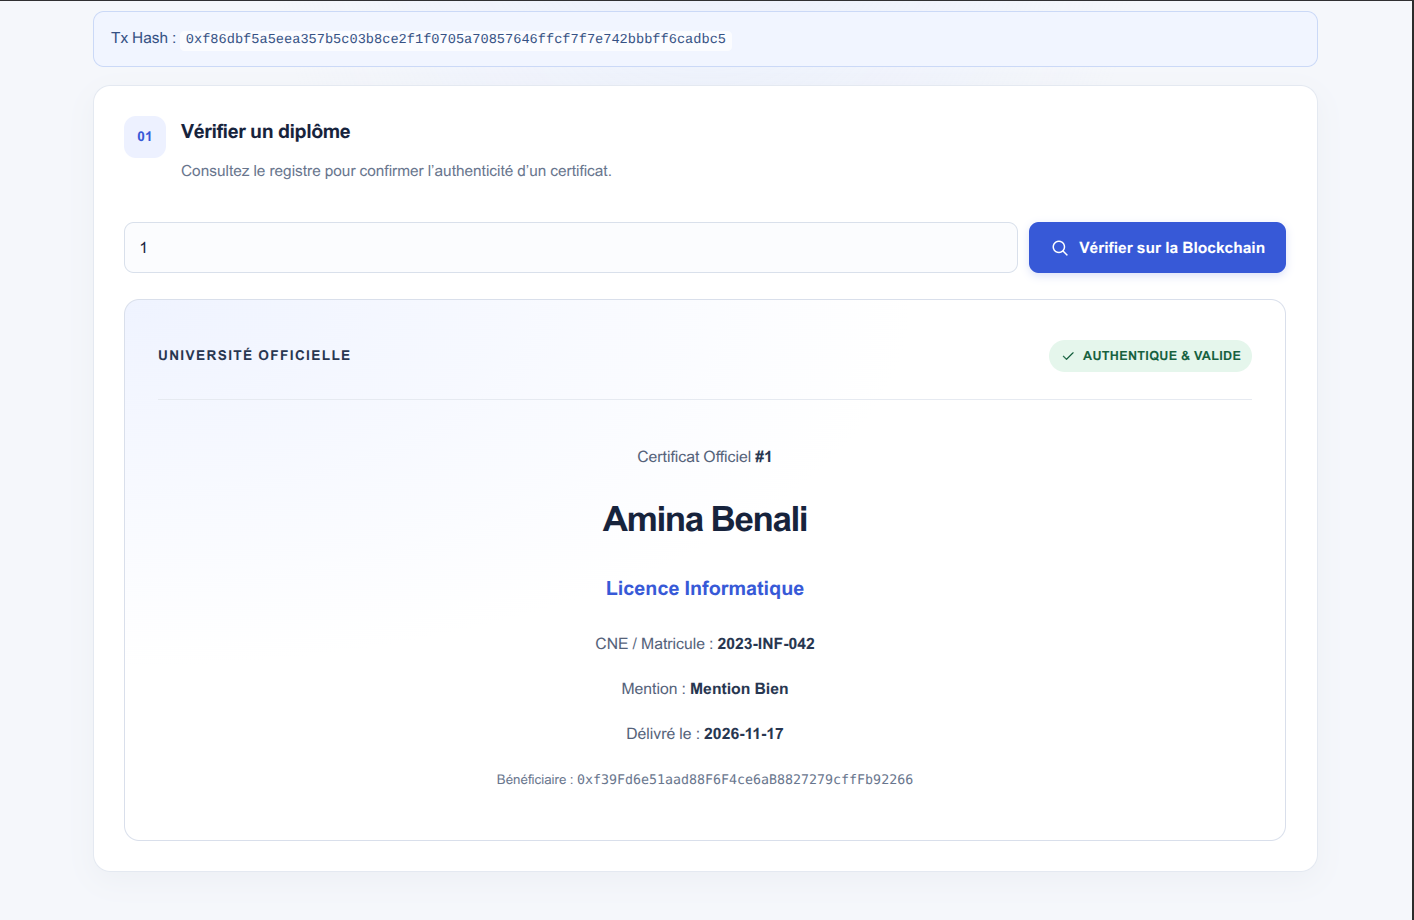 Tx Hash : 0xf86dbf5a5eea357b5c03b8ce2f1f0705a70857646ffcf7f7e742bbbff6cadbc5
01
Vérifier un diplôme
Consultez le registre pour confirmer l’authenticité d’un certificat.
1
Vérifier sur la Blockchain
UNIVERSITÉ OFFICIELLE
AUTHENTIQUE & VALIDE
Certificat Officiel #1
Amina Benali
Licence Informatique
CNE / Matricule : 2023-INF-042
Mention : Mention Bien
Délivré le : 2026-11-17
Bénéficiaire : 0xf39Fd6e51aad88F6F4ce6aB8827279cffFb92266